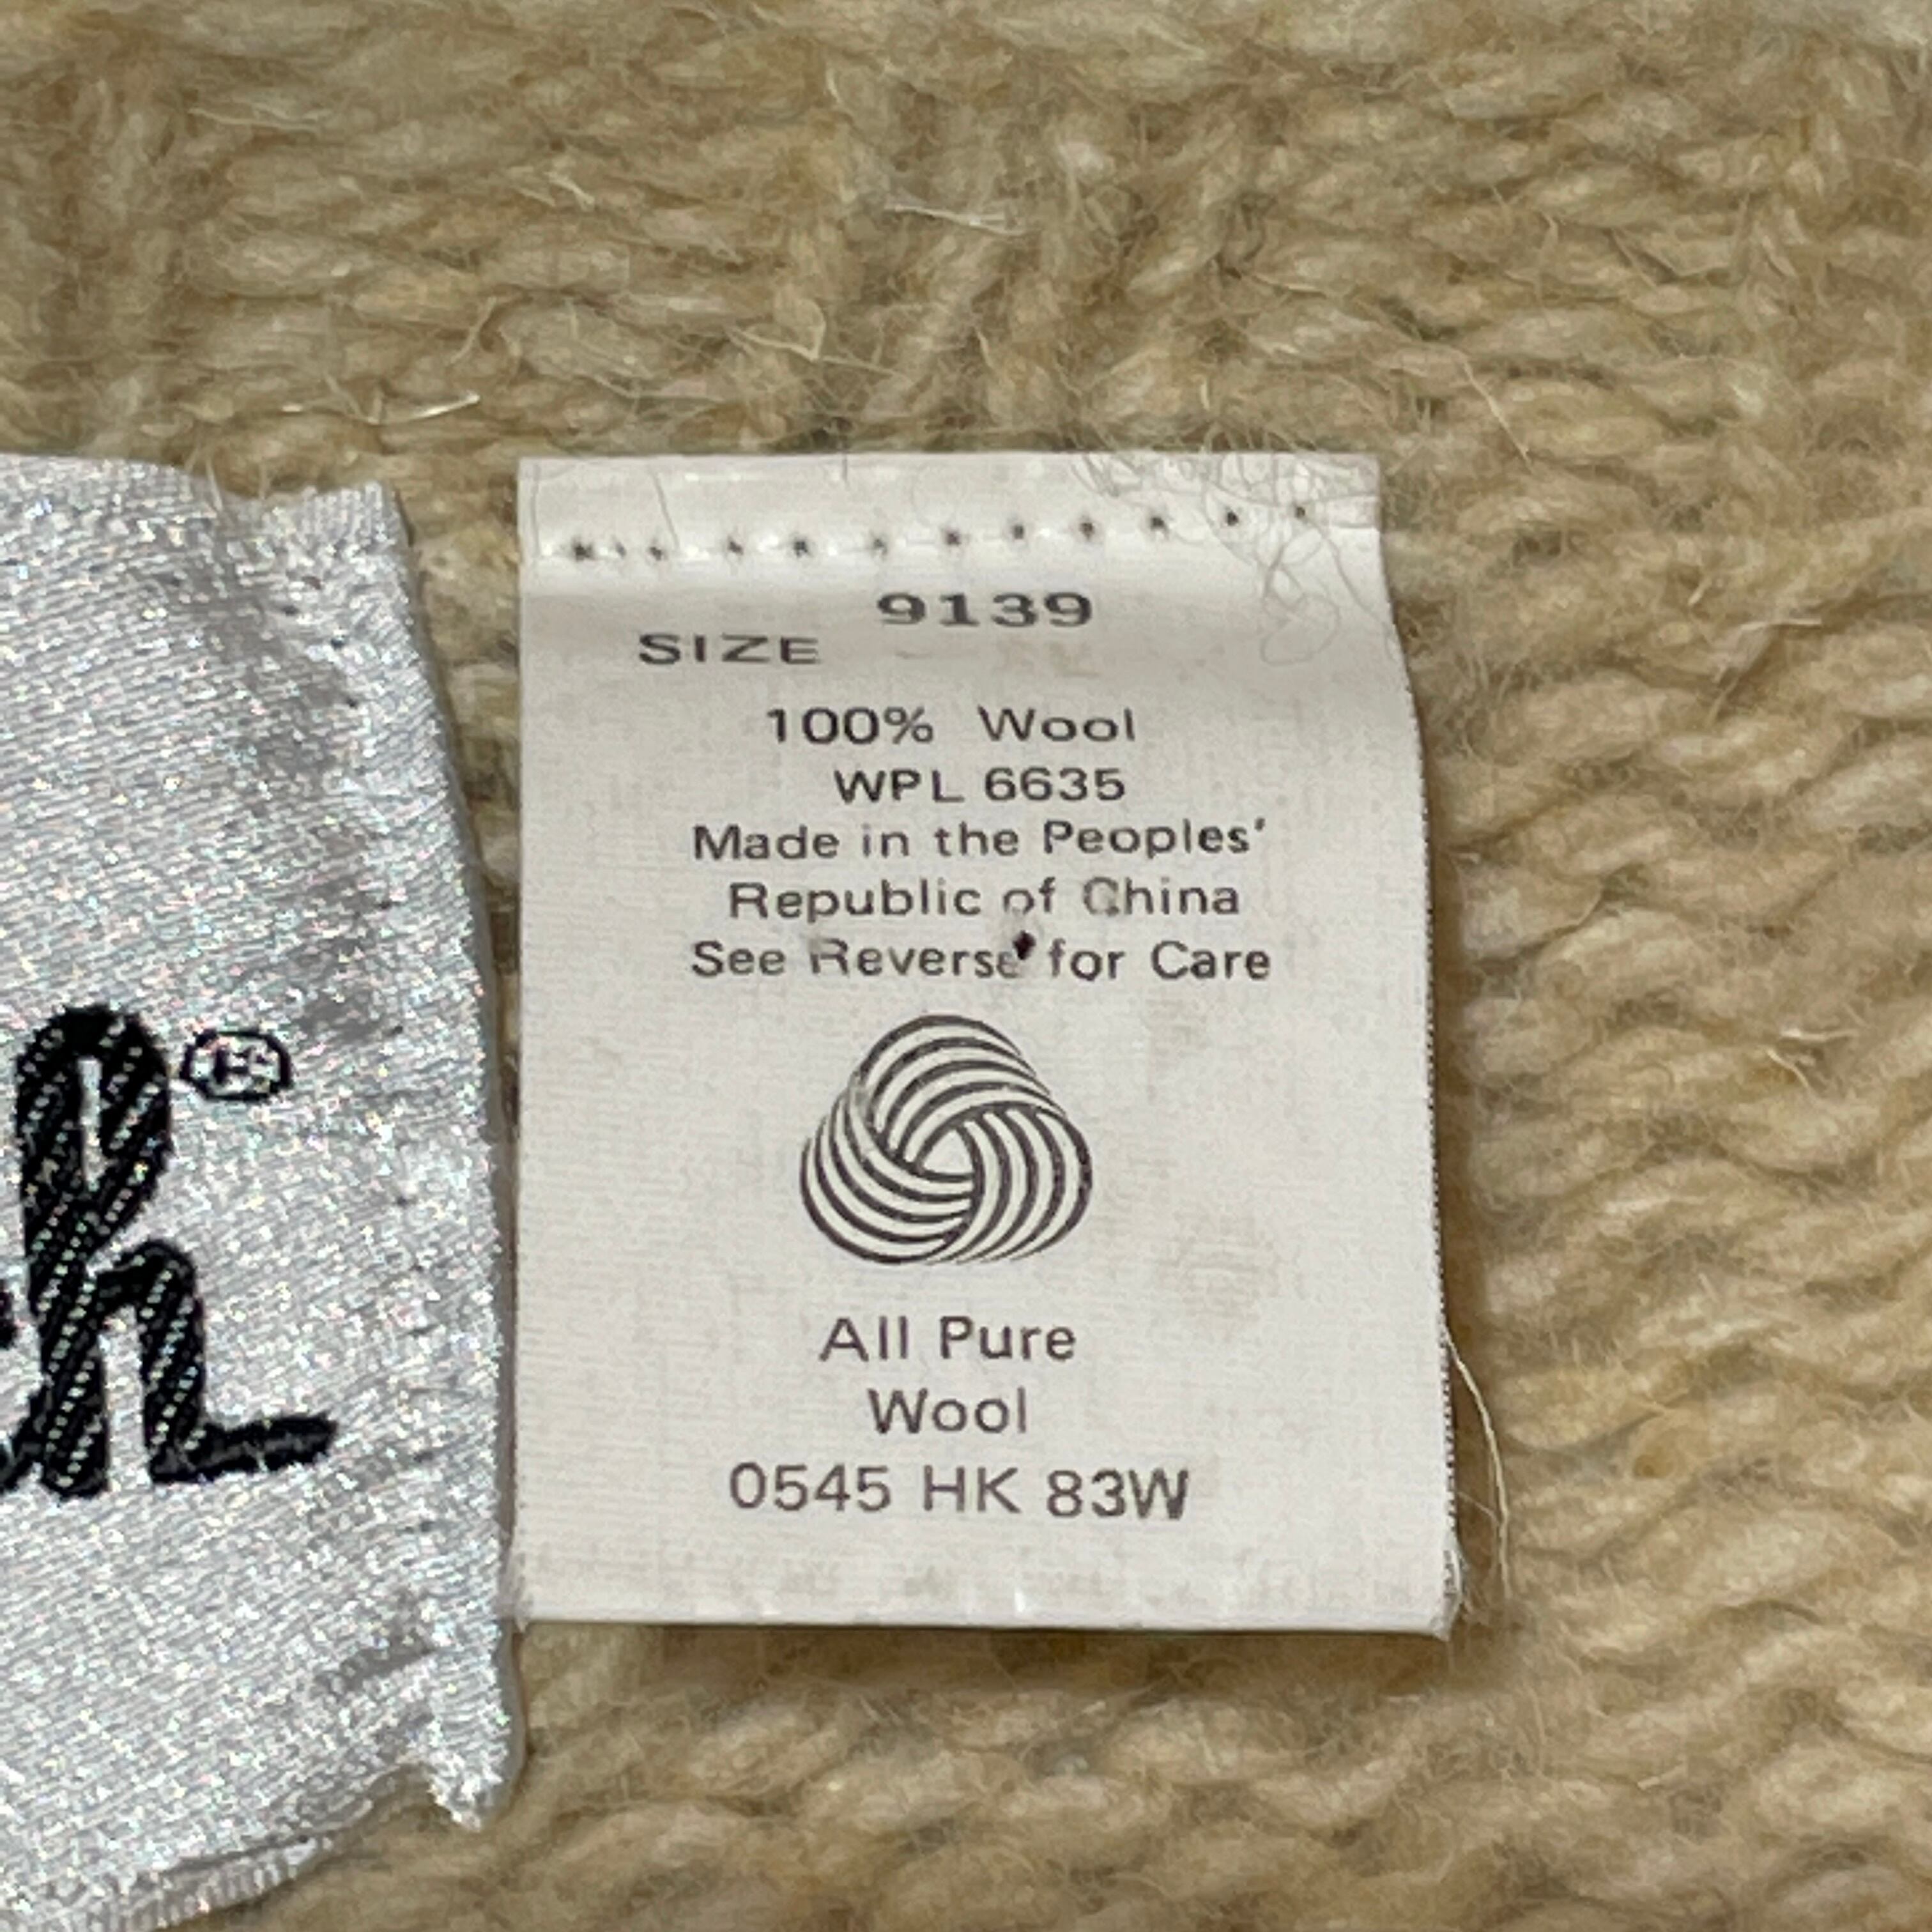 9139
SIZE
100% Wool
WPL 6635
Made in the Peoples'
Republic of China
See Reverse for Care
All Pure
Wool
0545 HK 83W
h®